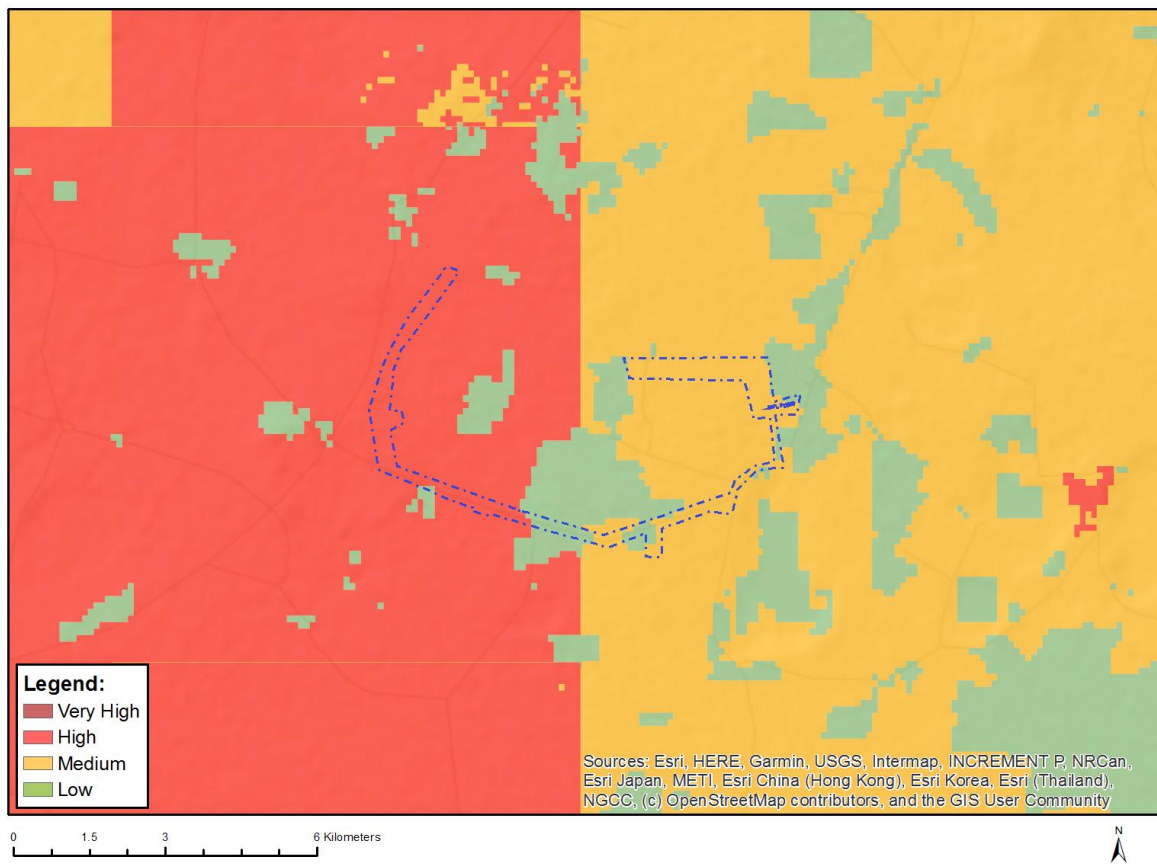 Legend:
Very High
High
Medium
Low
Sources: Esri, HERE, Garmin, USGS, Intermap, INCREMENT P, NRCan,
Esri Japan, METI, Esri China (Hong Kong), Esri Korea, Esri (Thailand),
NGCC, (c) OpenStreetMap contributors, and the GIS User Community
0 1.5 3 6 Kilometers
N